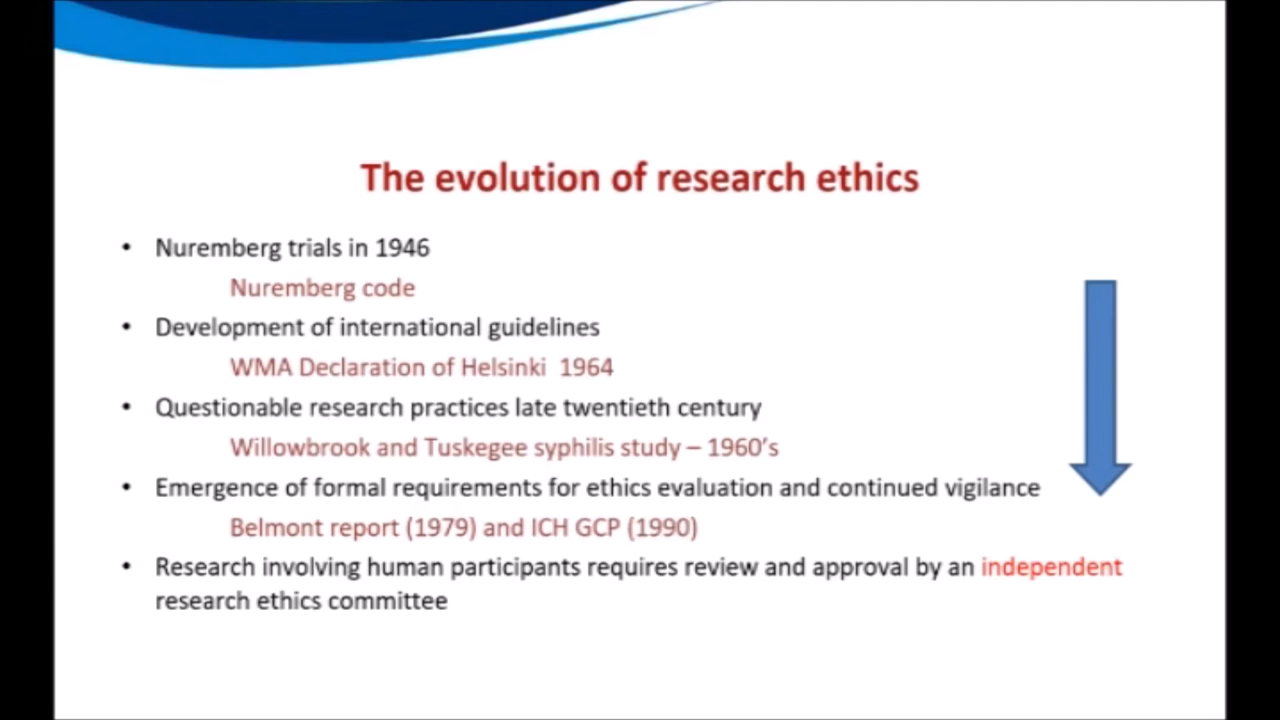 The evolution of research ethics
• Nuremberg trials in 1946
Nuremberg code
• Development of international guidelines
WMA Declaration of Helsinki  1964
• Questionable research practices late twentieth century
Willowbrook and Tuskegee syphilis study – 1960’s
• Emergence of formal requirements for ethics evaluation and continued vigilance
Belmont report (1979) and ICH GCP (1990)
• Research involving human participants requires review and approval by an independent
research ethics committee